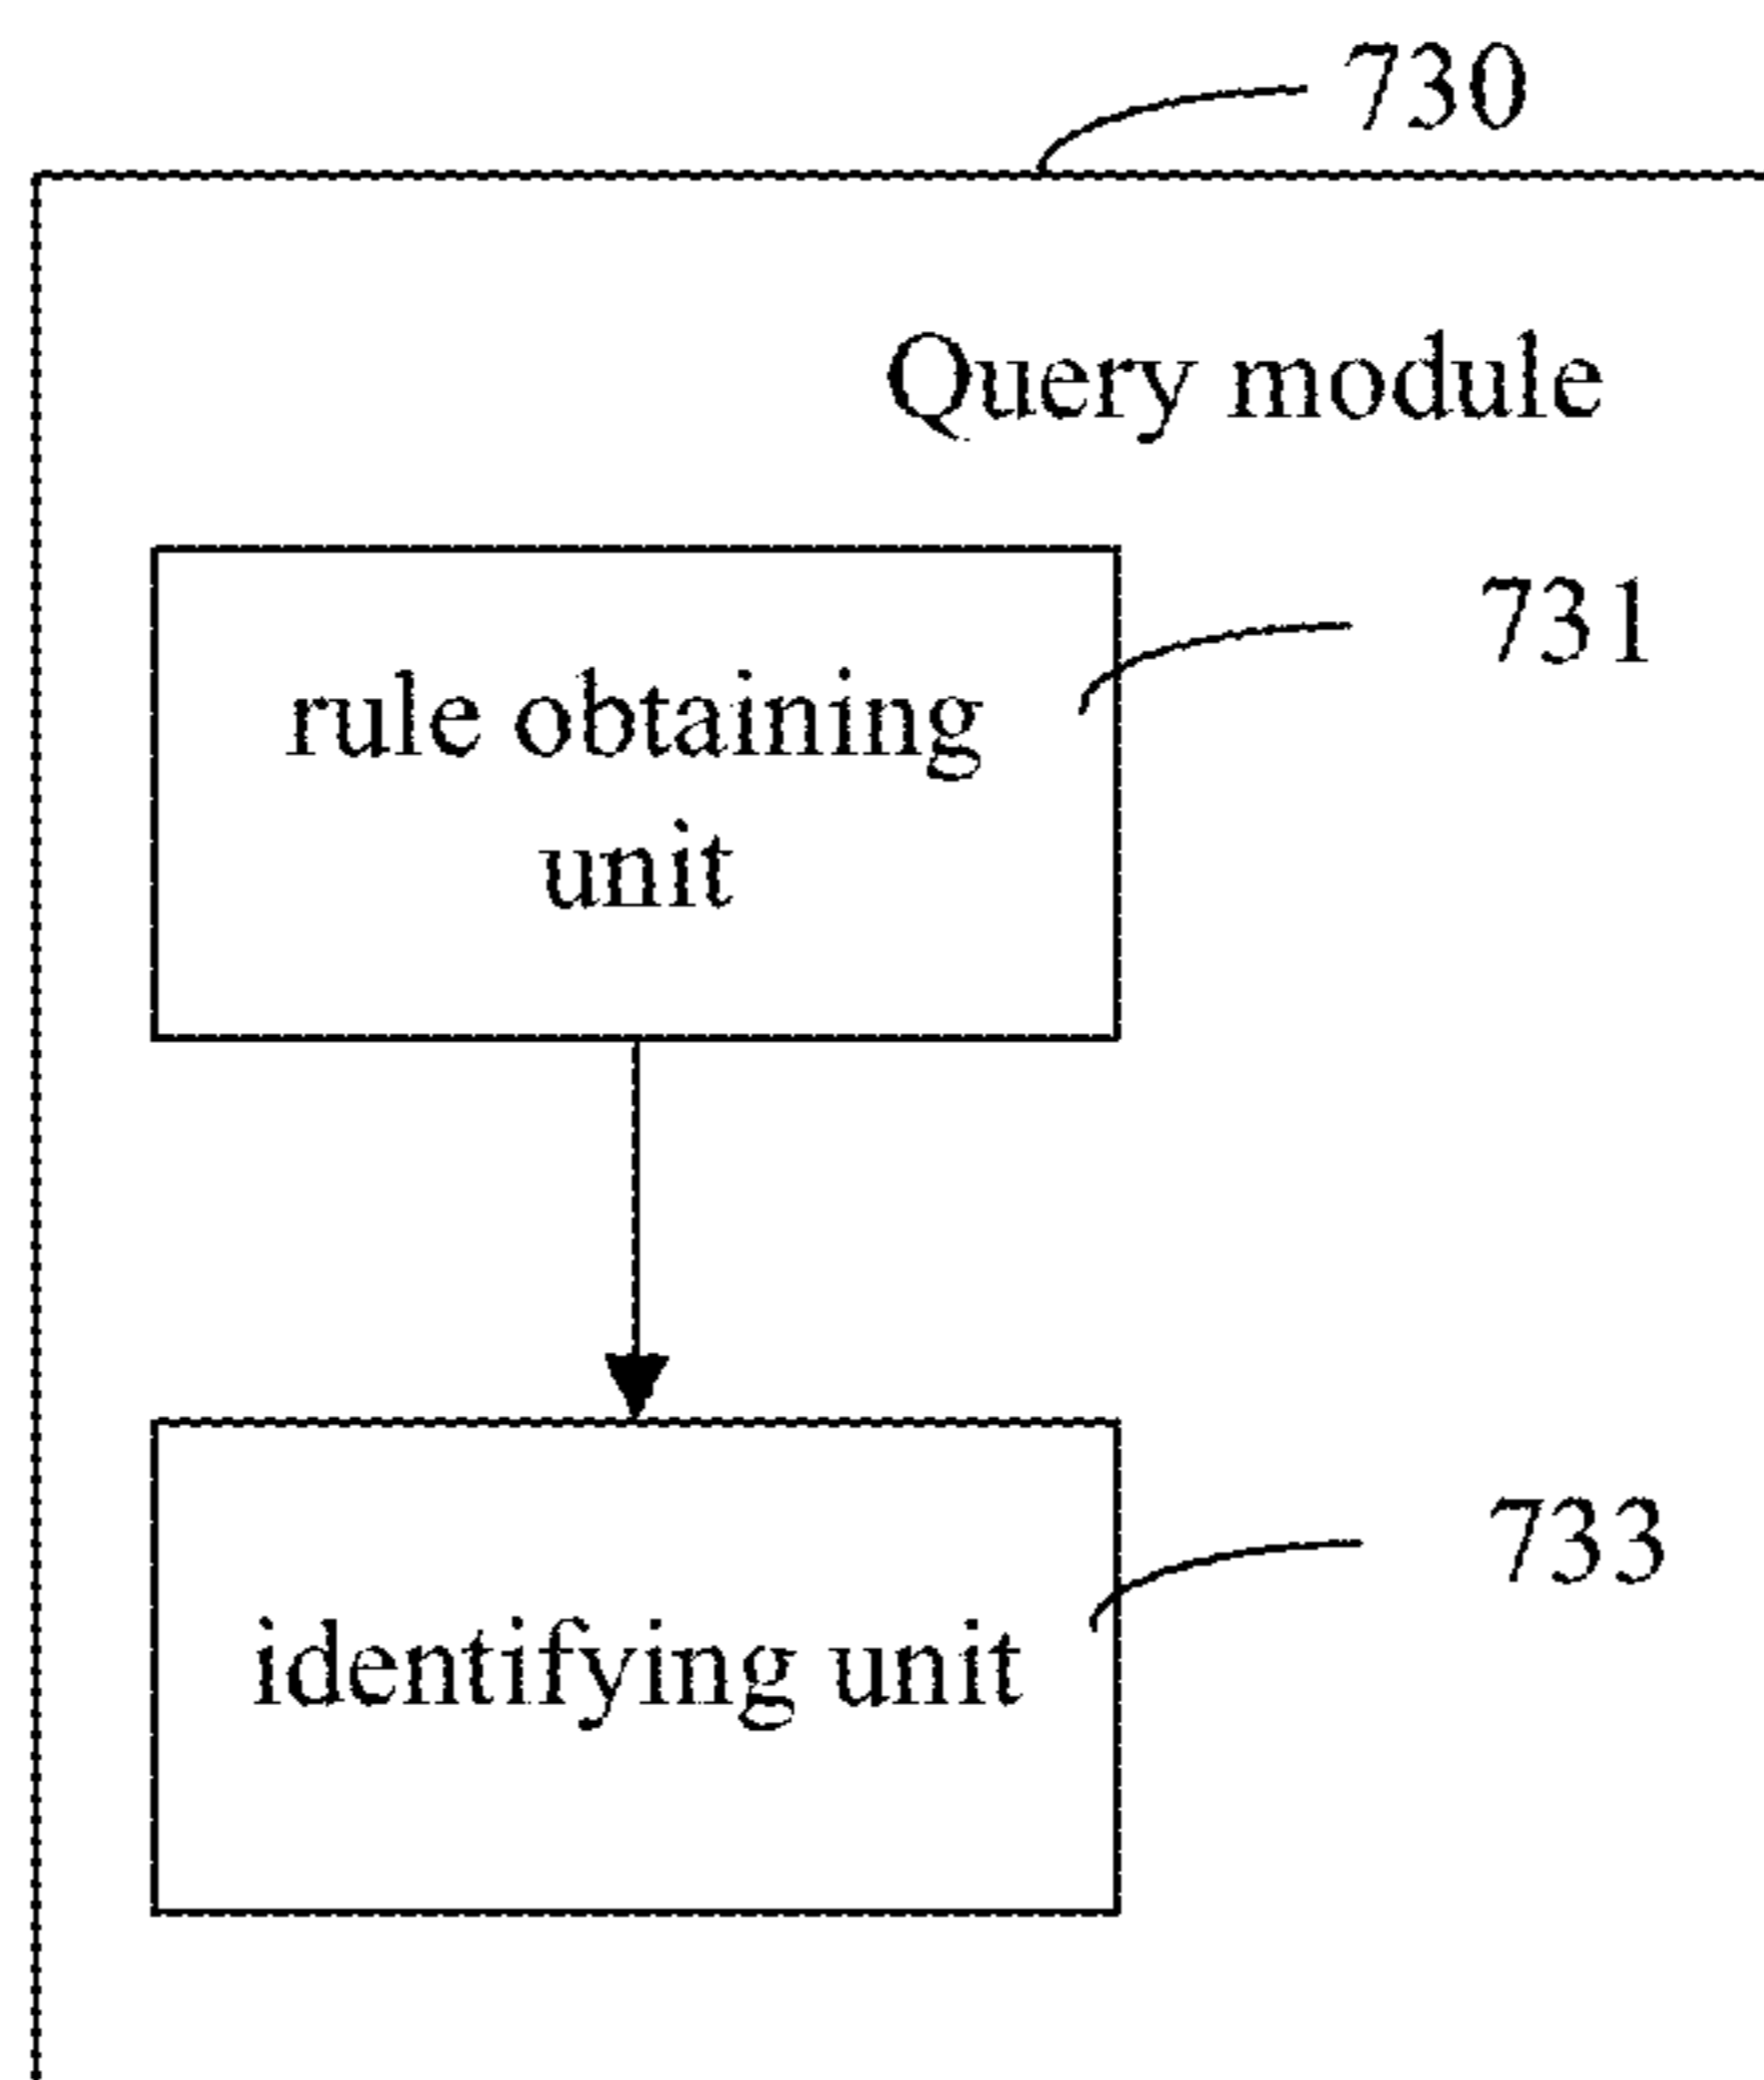 730
Query module
731
rule obtaining
unit
733
identifying unit